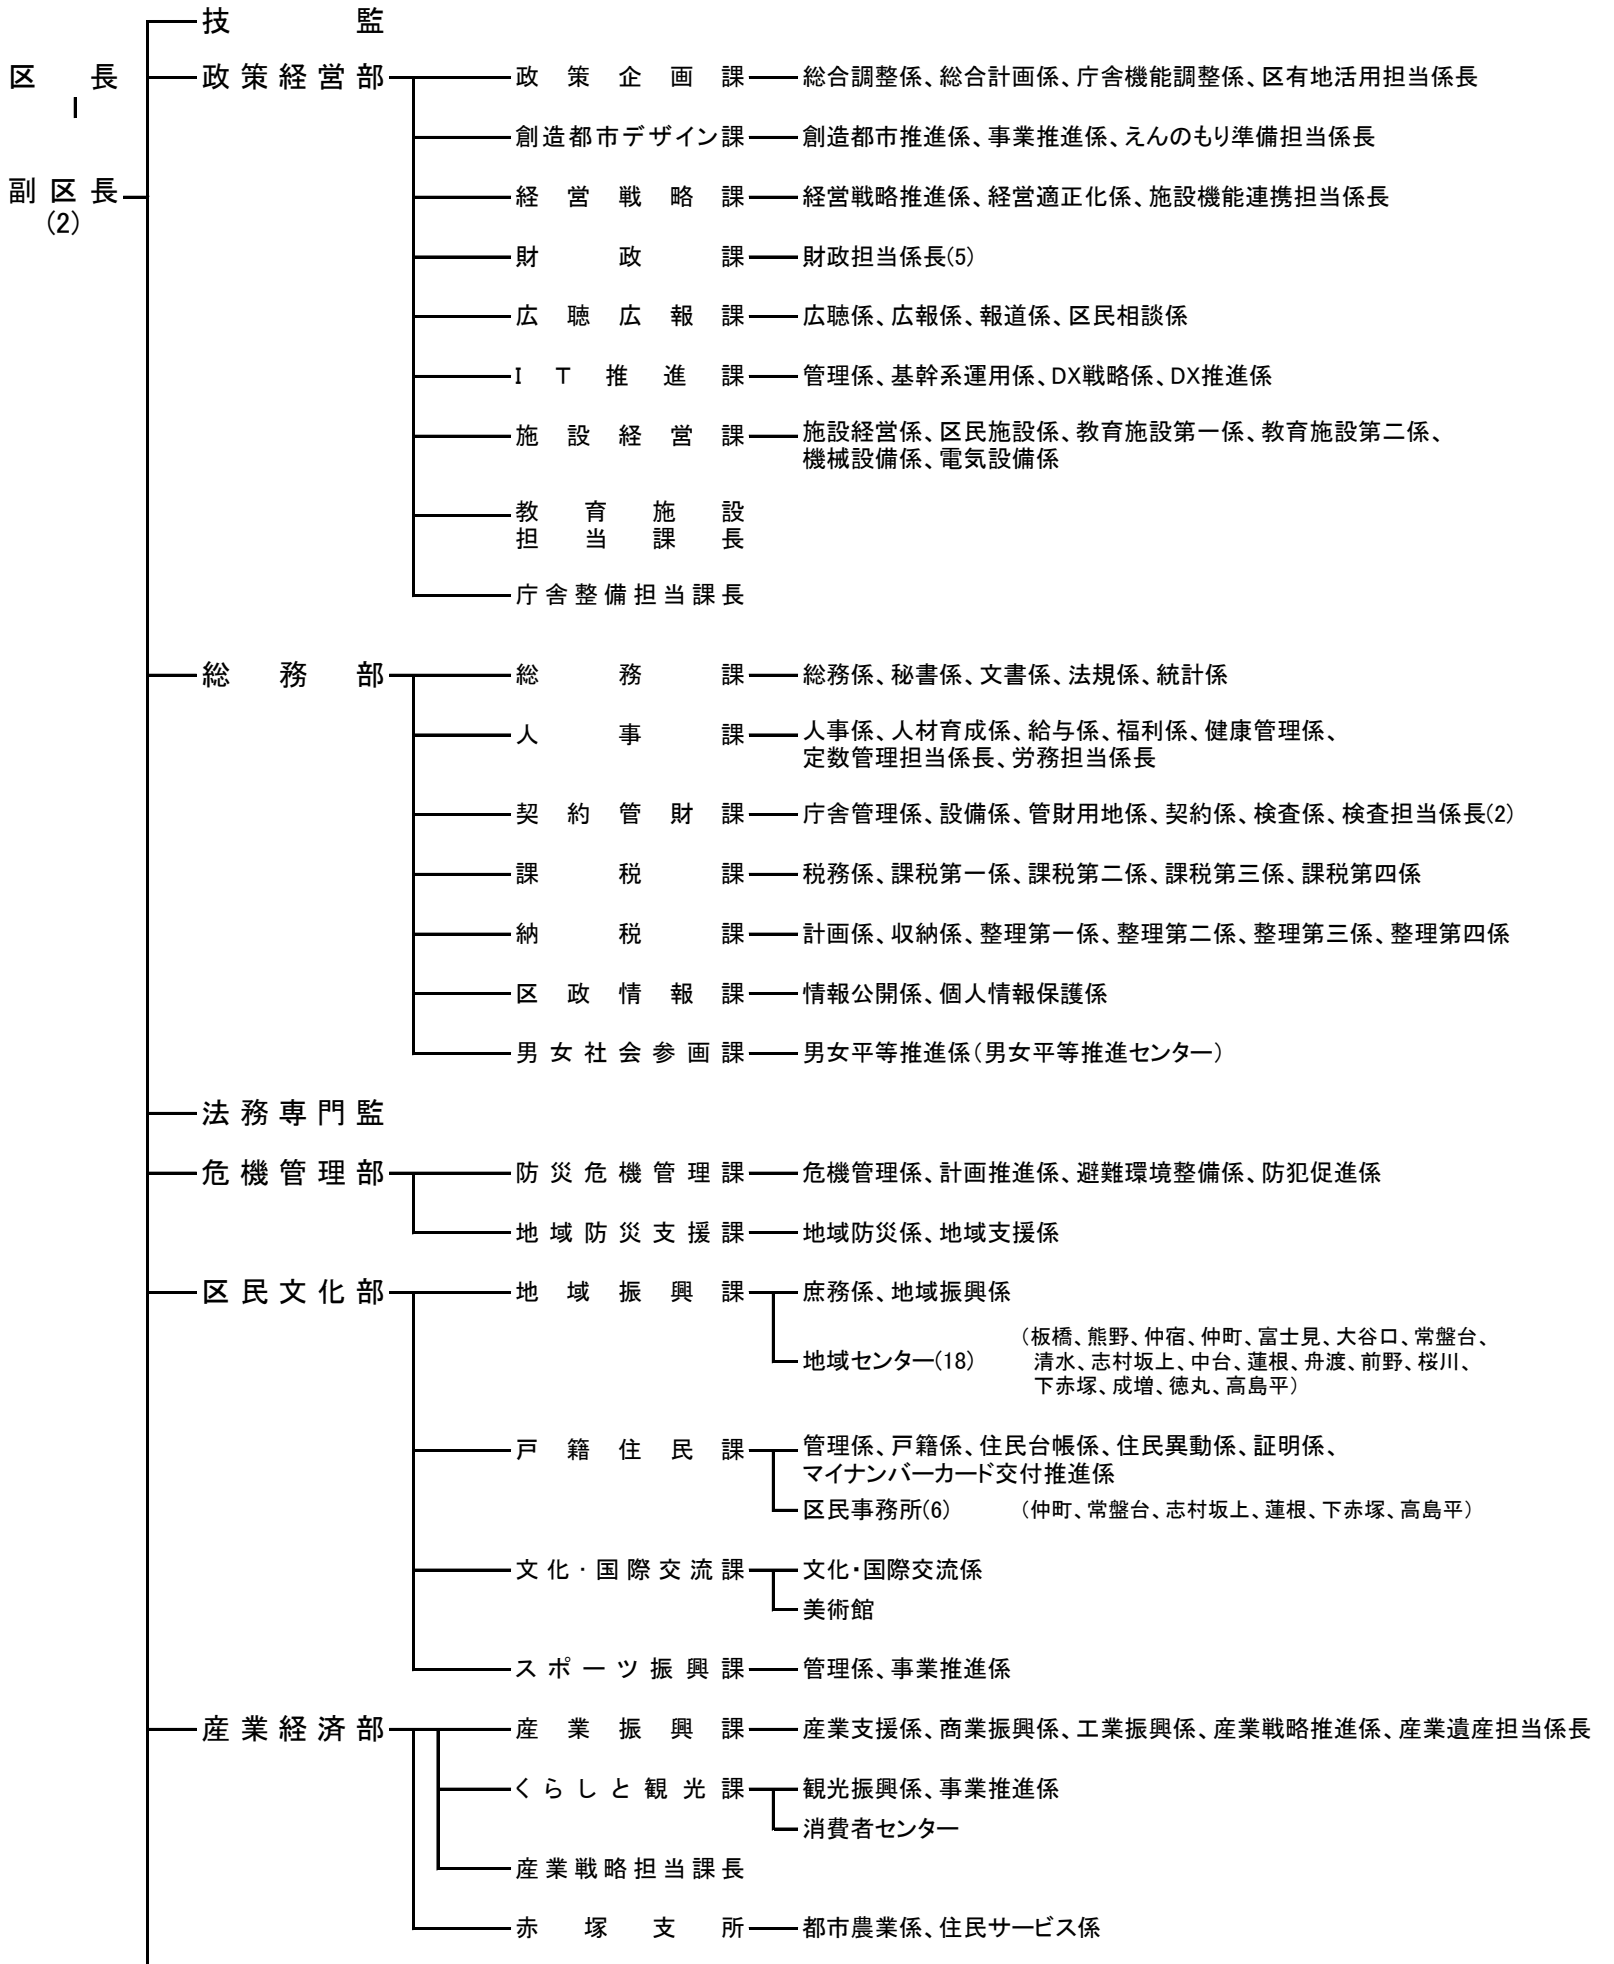 技監
区長
政策経営部 政策企画課 総合調整係、総合計画係、庁舎機能調整係、区有地活用担当係長
創造都市デザイン課 創造都市推進係、事業推進係、えんのもり準備担当係長
副区長
(2)
経営戦略課 経営戦略推進係、経営適正化係、施設機能連携担当係長
財政課 財政担当係長(5)
広聴広報課 広聴係、広報係、報道係、区民相談係
IT推進課 管理係、基幹系運用係、DX戦略係、DX推進係
施設経営課 施設経営係、区民施設係、教育施設第一係、教育施設第二係、
機械設備係、電気設備係
教育施設
担当課長
庁舎整備担当課長
総務部 総務課 総務係、秘書係、文書係、法規係、統計係
人事課 人事係、人材育成係、給与係、福利係、健康管理係、
定数管理担当係長、労務担当係長
契約管財課 庁舎管理係、設備係、管財用地係、契約係、検査係、検査担当係長(2)
課税課 税務係、課税第一係、課税第二係、課税第三係、課税第四係
納税課 計画係、収納係、整理第一係、整理第二係、整理第三係、整理第四係
区政情報課 情報公開係、個人情報保護係
男女社会参画課 男女平等推進係(男女平等推進センター)
法務専門監
危機管理部 防災危機管理課 危機管理係、計画推進係、避難環境整備係、防犯促進係
地域防災支援課 地域防災係、地域支援係
区民文化部 地域振興課 庶務係、地域振興係
地域センター(18) (板橋、熊野、仲宿、仲町、富士見、大谷口、常盤台、
清水、志村坂上、中台、蓮根、舟渡、前野、桜川、
下赤塚、成増、徳丸、高島平)
戸籍住民課 管理係、戸籍係、住民台帳係、住民異動係、証明係、
マイナンバーカード交付推進係
区民事務所(6) (仲町、常盤台、志村坂上、蓮根、下赤塚、高島平)
文化・国際交流課 文化・国際交流係
美術館
スポーツ振興課 管理係、事業推進係
産業経済部 産業振興課 産業支援係、商業振興係、工業振興係、産業戦略推進係、産業遺産担当係長
くらしと観光課 観光振興係、事業推進係
消費者センター
産業戦略担当課長
赤塚支所 都市農業係、住民サービス係